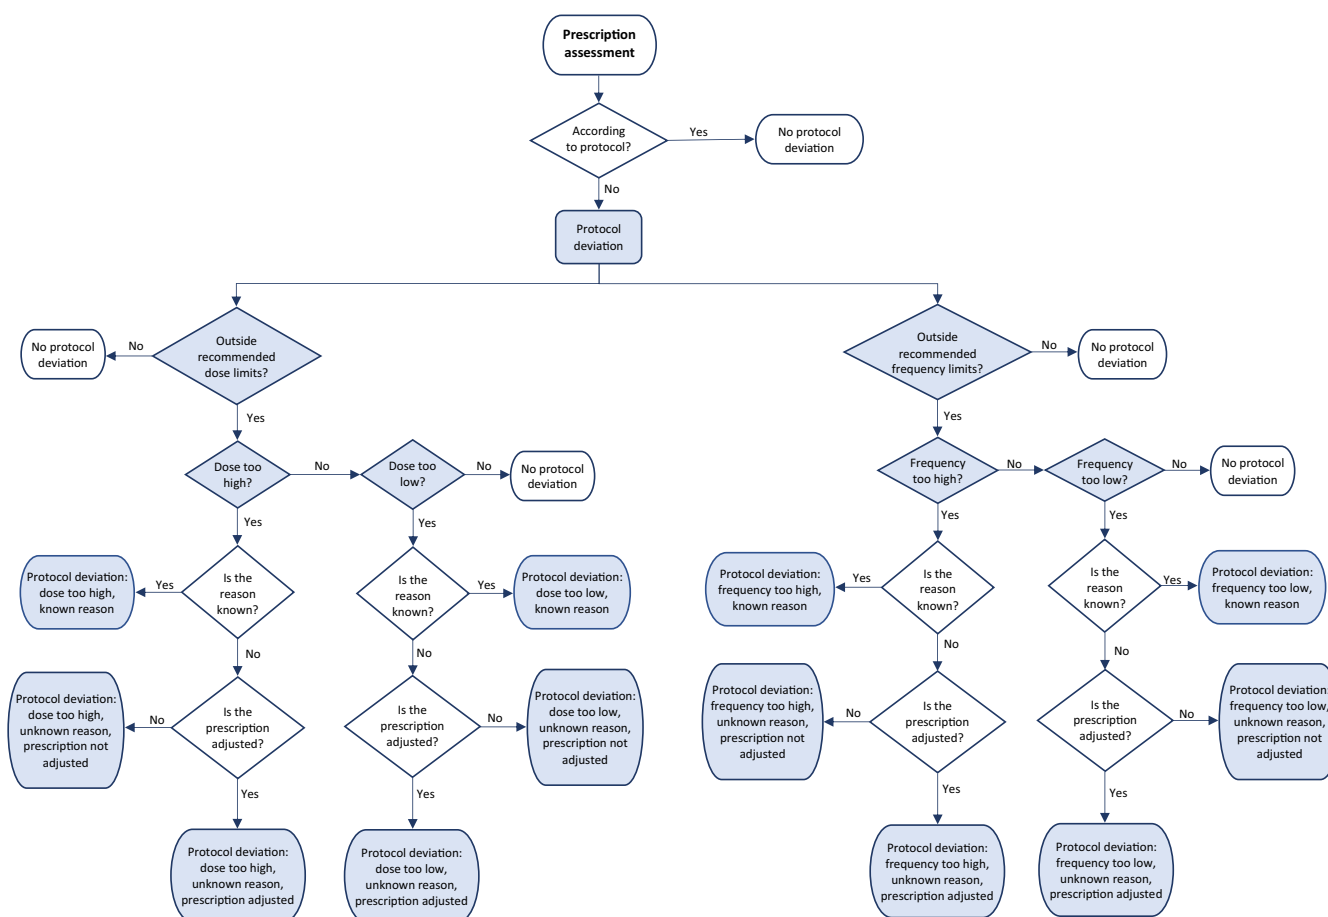 Prescription
assessment
According
to protocol?
Yes
No protocol
deviation
No
Protocol
deviation
No protocol
deviation
No
Outside
recommended
dose limits?
Outside
recommended
frequency limits?
No
No protocol
deviation
Yes
Yes
Dose too
high?
No
Dose too
low?
No
No protocol
deviation
Frequency
too high?
No
Frequency
too low?
No
No protocol
deviation
Yes
Yes
Yes
Yes
Protocol deviation:
dose too high,
known reason
Yes
Is the
reason
known?
Is the
reason
known?
Yes
Protocol deviation:
dose too low,
known reason
Protocol deviation:
frequency too high,
known reason
Yes
Is the
reason
known?
Is the
reason
known?
Yes
Protocol deviation:
frequency too low,
known reason
No
No
No
No
Protocol deviation:
dose too high,
unknown reason,
prescription not
adjusted
No
Is the
prescription
adjusted?
Is the
prescription
adjusted?
No
Protocol deviation:
dose too low,
unknown reason,
prescription not
adjusted
Protocol deviation:
frequency too high,
unknown reason,
prescription not
adjusted
No
Is the
prescription
adjusted?
Is the
prescription
adjusted?
No
Protocol deviation:
frequency too low,
unknown reason,
prescription not
adjusted
Yes
Yes
Yes
Yes
Protocol deviation:
dose too high,
unknown reason,
prescription adjusted
Protocol deviation:
dose too low,
unknown reason,
prescription adjusted
Protocol deviation:
frequency too high,
unknown reason,
prescription adjusted
Protocol deviation:
frequency too low,
unknown reason,
prescription adjusted